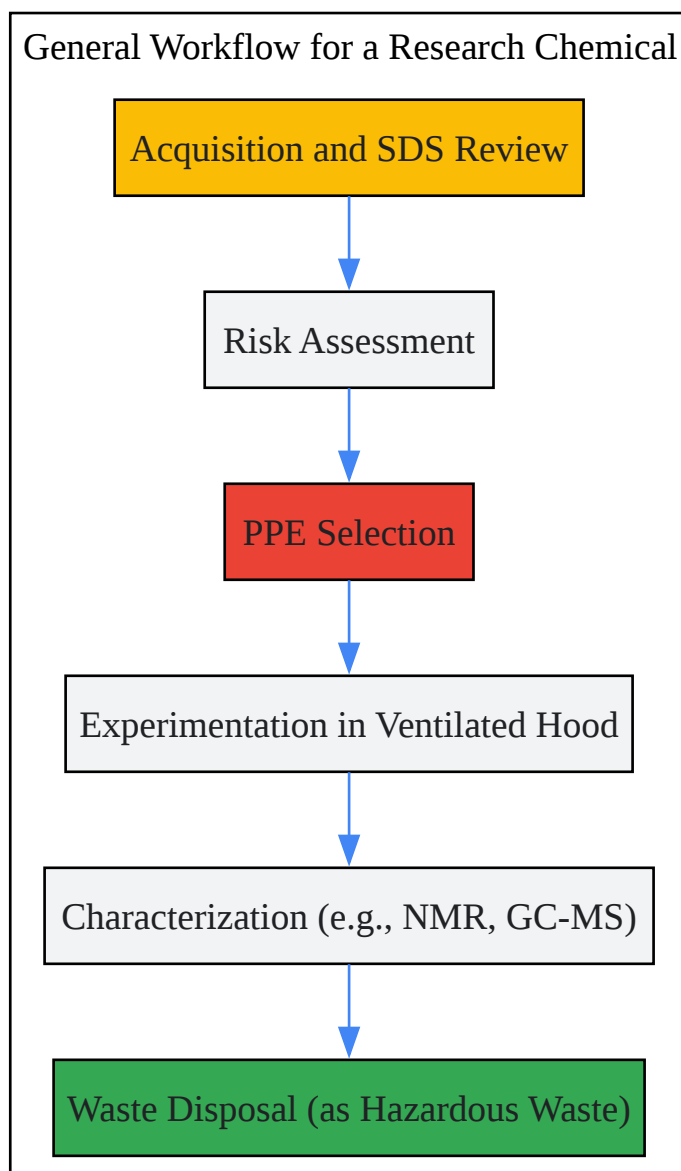 General Workflow for a Research Chemical
Acquisition and SDS Review
Risk Assessment
PPE Selection
Experimentation in Ventilated Hood
Characterization (e.g., NMR, GC-MS)
Waste Disposal (as Hazardous Waste)